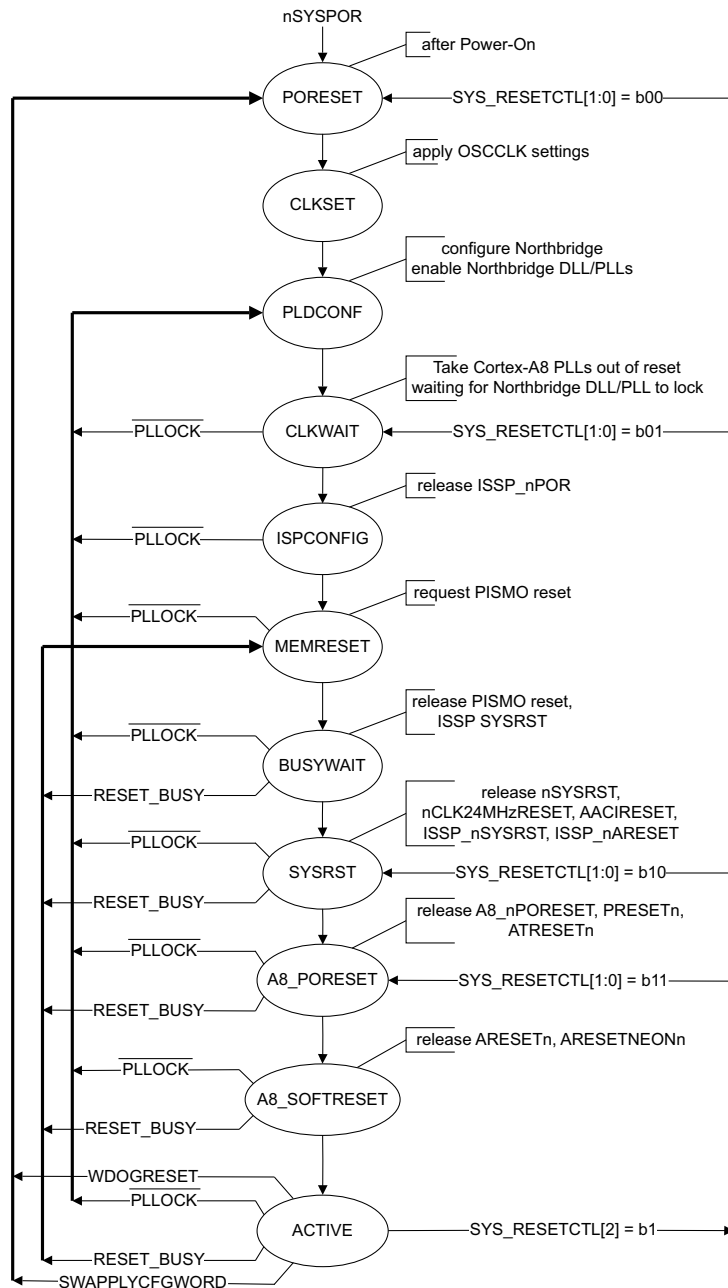 nSYSPOR
after Power-On
PORESET
SYS_RESETCTL[1:0] = b00
apply OSCCLK settings
CLKSET
configure Northbridge
enable Northbridge DLL/PLLs
PLDCONF
Take Cortex-A8 PLLs out of reset
waiting for Northbridge DLL/PLL to lock
PLLOCK
CLKWAIT
SYS_RESETCTL[1:0] = b01
release ISSP_nPOR
PLLOCK
ISPCONFIG
request PISMO reset
PLLOCK
MEMRESET
release PISMO reset,
ISSP SYSRST
PLLOCK
BUSYWAIT
RESET_BUSY
release nSYSRST,
nCLK24MHzRESET, AACIRESET,
ISSP_nSYSRST, ISSP_nARESET
PLLOCK
SYSRST
SYS_RESETCTL[1:0] = b10
RESET_BUSY
release A8_nPORESET, PRESETn,
ATRESETn
PLLOCK
A8_PORESET
SYS_RESETCTL[1:0] = b11
RESET_BUSY
release ARESETn, ARESETNEONn
PLLOCK
A8_SOFTRESET
RESET_BUSY
WDOGRESET
PLLOCK
ACTIVE
SYS_RESETCTL[2] = b1
RESET_BUSY
SWAPPLYCFGWORD